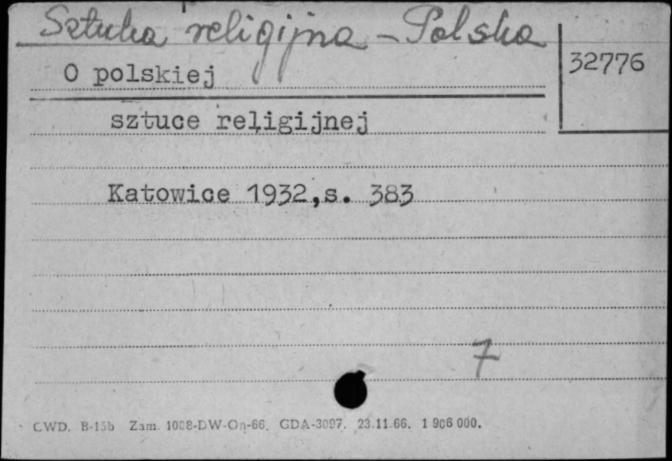 Sztuka religijna - Polska
32776
O polskiej
sztuce religijnej
Katowice 1932,s. 383
7
CWD. B-15b Zam. 1008-DW-On-66. GDA-3097. 23.11.66. 1 906 000.